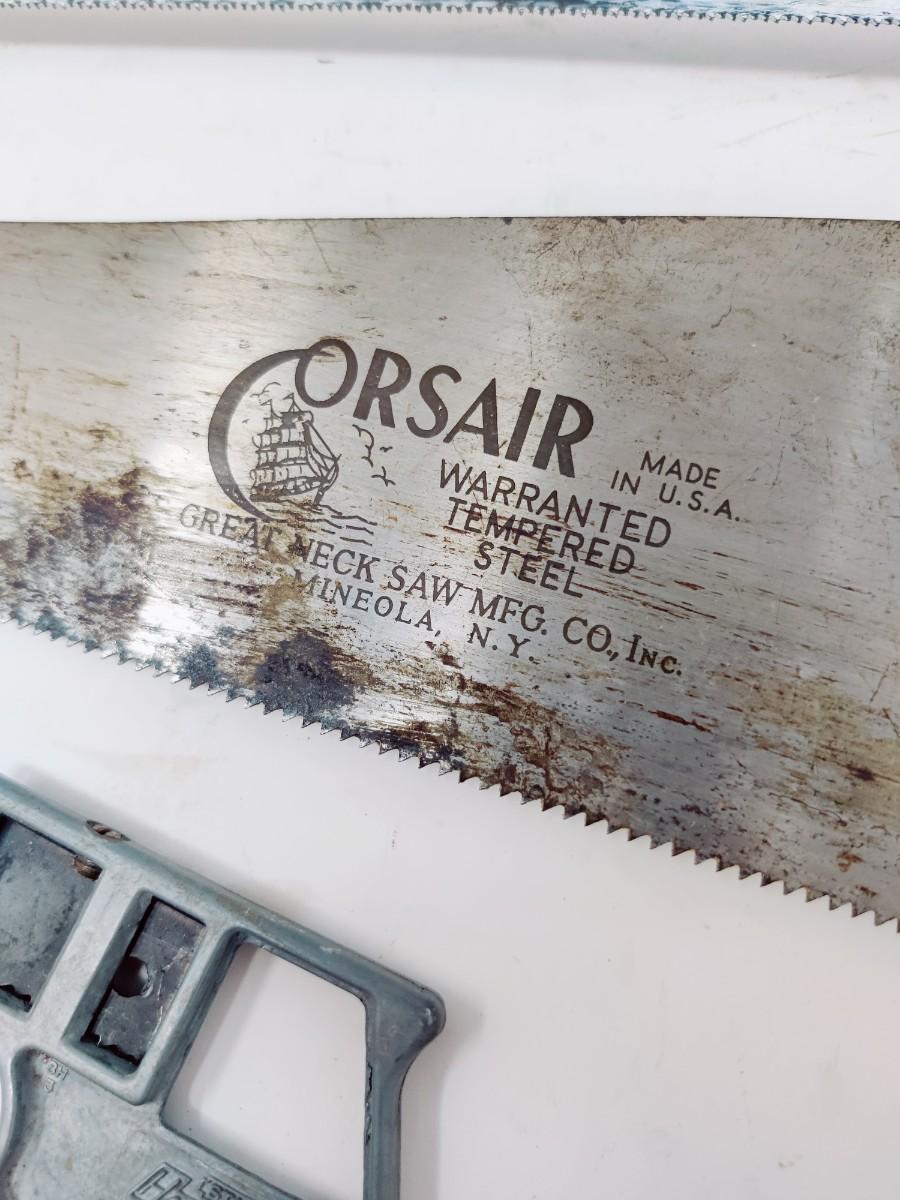 CORSAIR
MADE
IN U.S.A.
WARRANTED
TEMPERED
STEEL
GREAT NECK SAW MFG. CO., INC.
MINEOLA, N.Y.